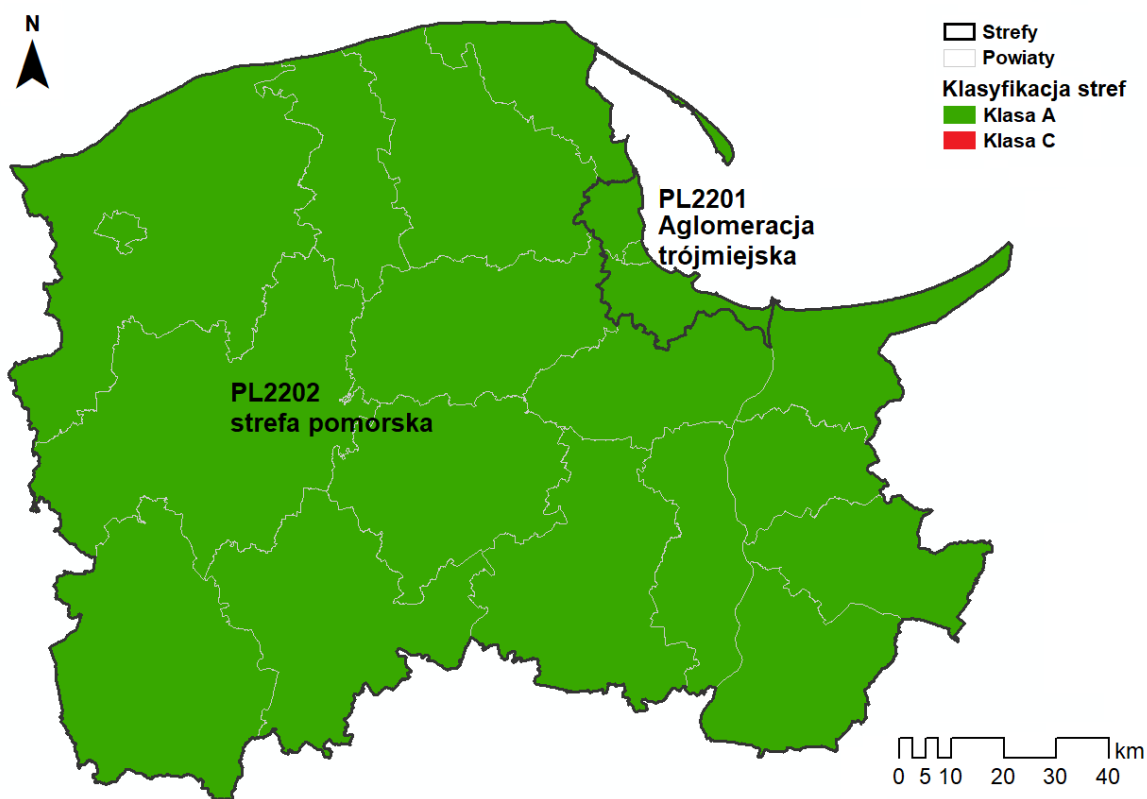 N
Strefy
Powiaty
Klasyfikacja stref
Klasa A
Klasa C
PL2201
Aglomeracja
trójmiejska
PL2202
strefa pomorska
km
0 5 10 20 30 40